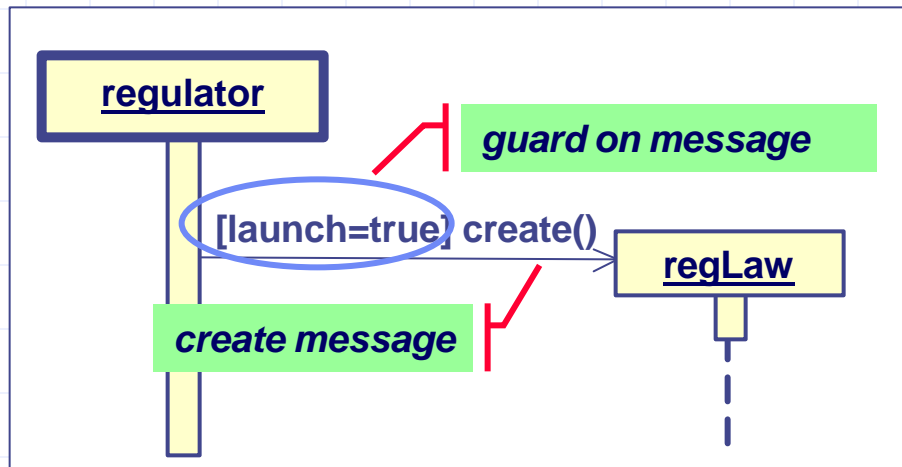 regulator
guard on message
[launch=true] create()
regLaw
create message